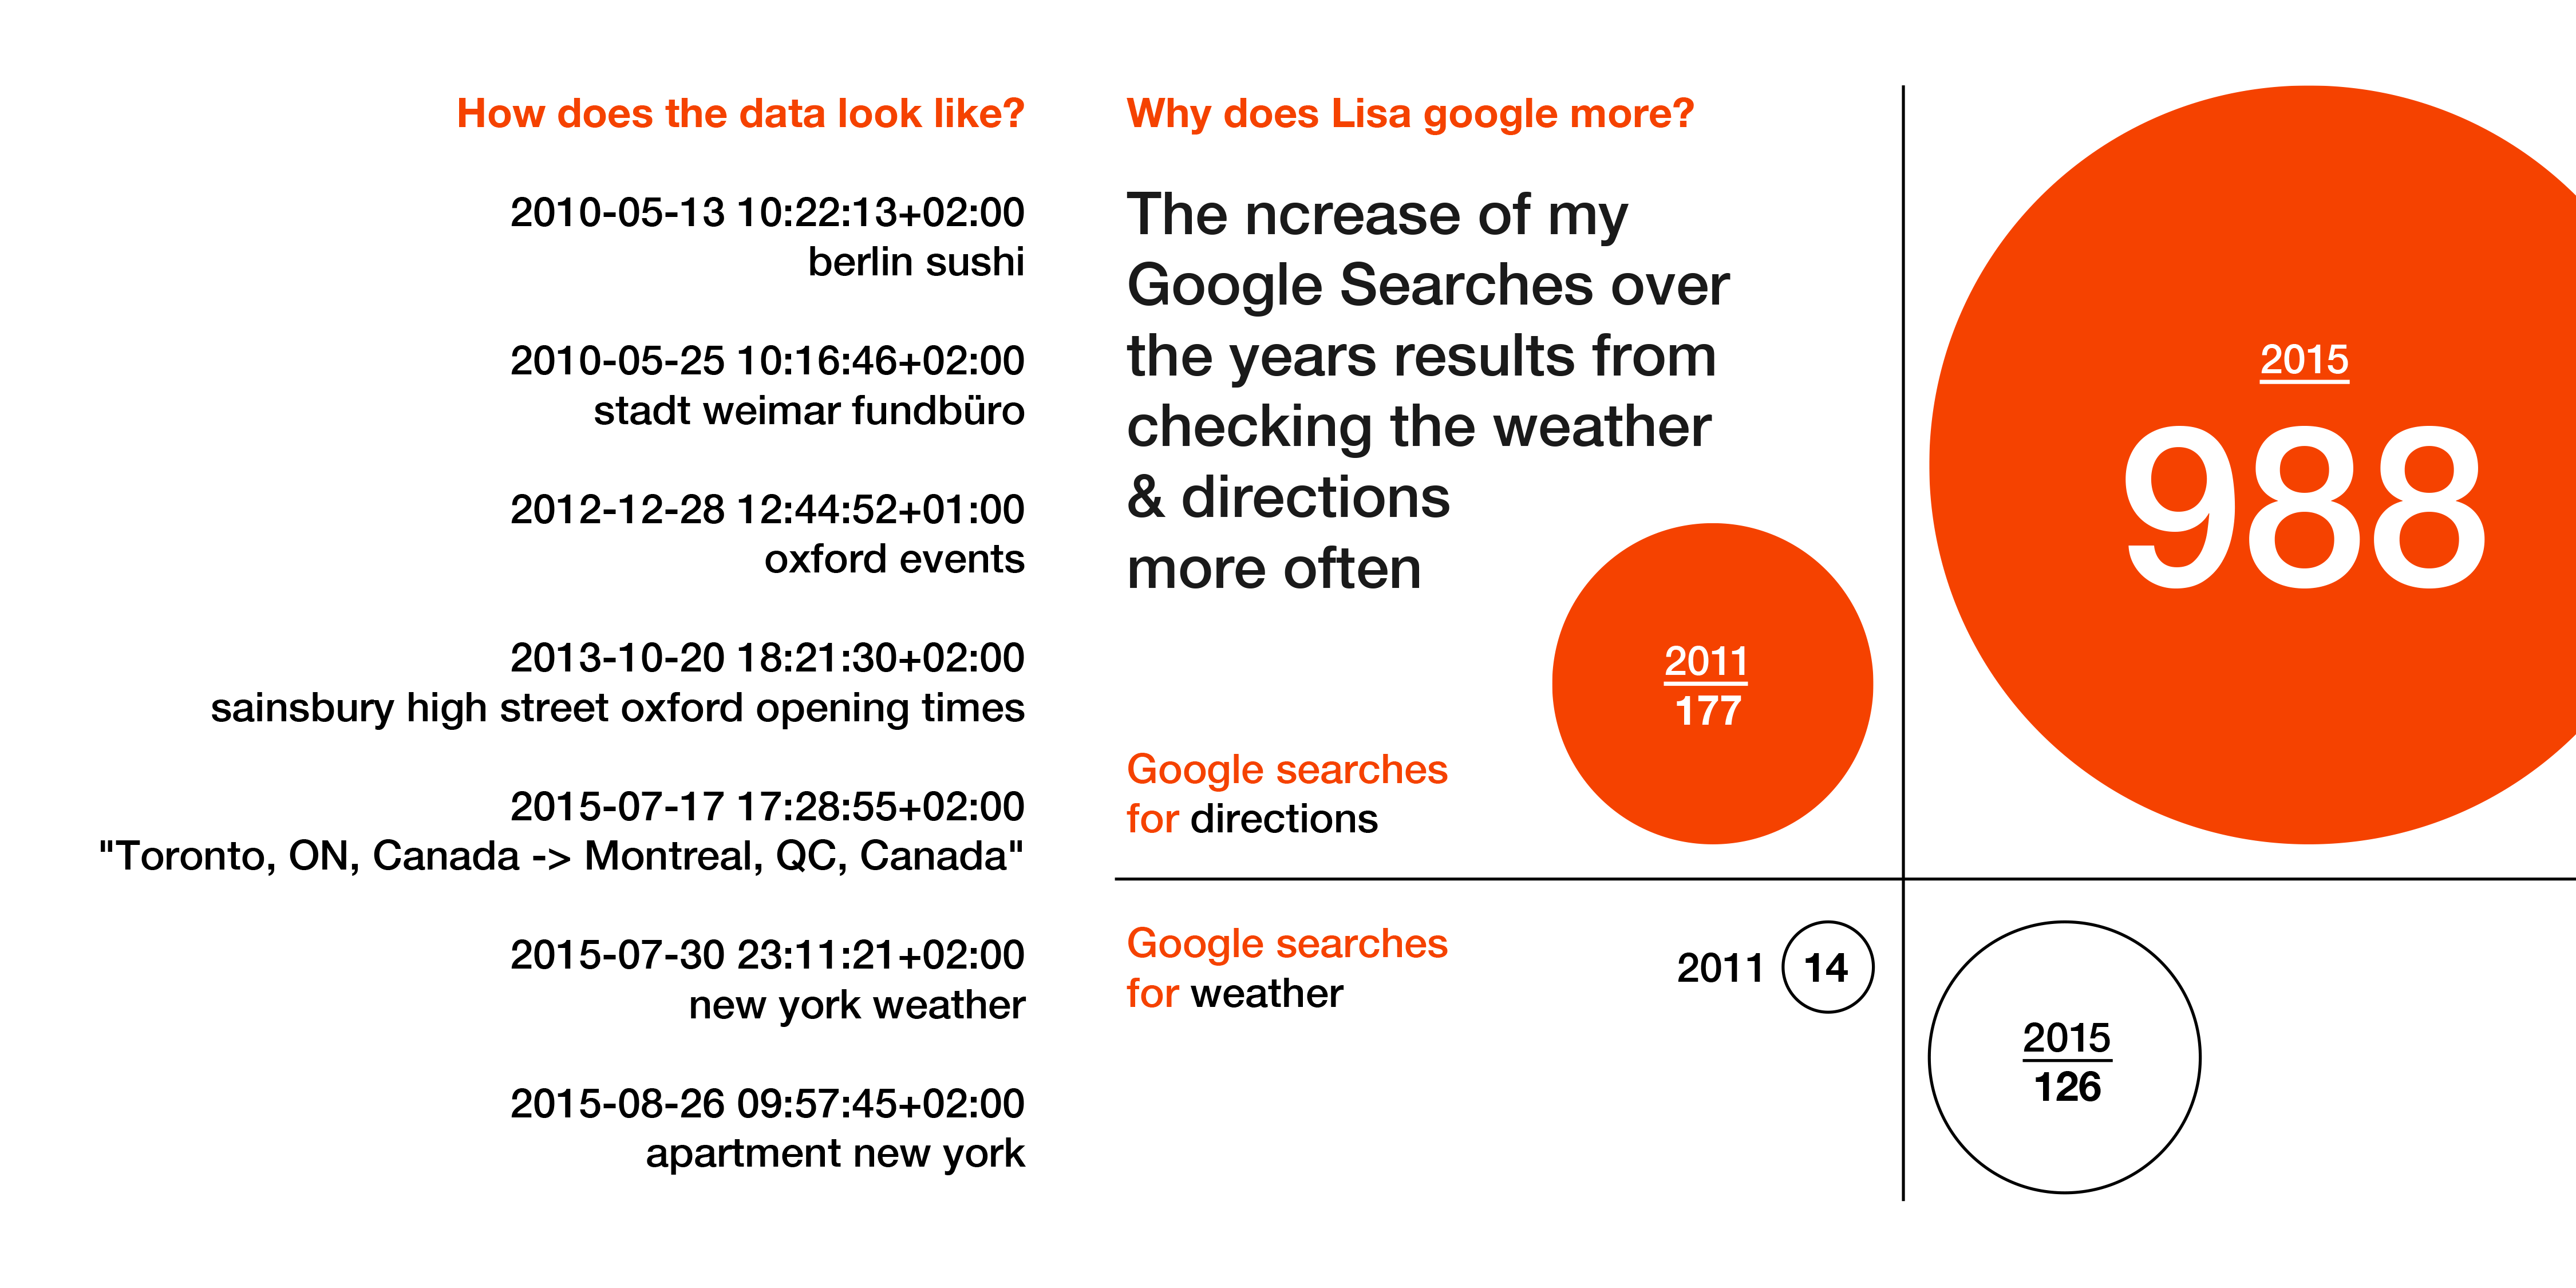 How does the data look like?
2010-05-13 10:22:13+02:00
berlin sushi
2010-05-25 10:16:46+02:00
stadt weimar fundbüro
2012-12-28 12:44:52+01:00
oxford events
2013-10-20 18:21:30+02:00
sainsbury high street oxford opening times
2015-07-17 17:28:55+02:00
"Toronto, ON, Canada -> Montreal, QC, Canada"
2015-07-30 23:11:21+02:00
new york weather
2015-08-26 09:57:45+02:00
apartment new york
Why does Lisa google more?
The ncrease of my
Google Searches over
the years results from
checking the weather
& directions
more often
Google searches
for directions
2011
177
2015
988
Google searches
for weather
2011 14
2015
126